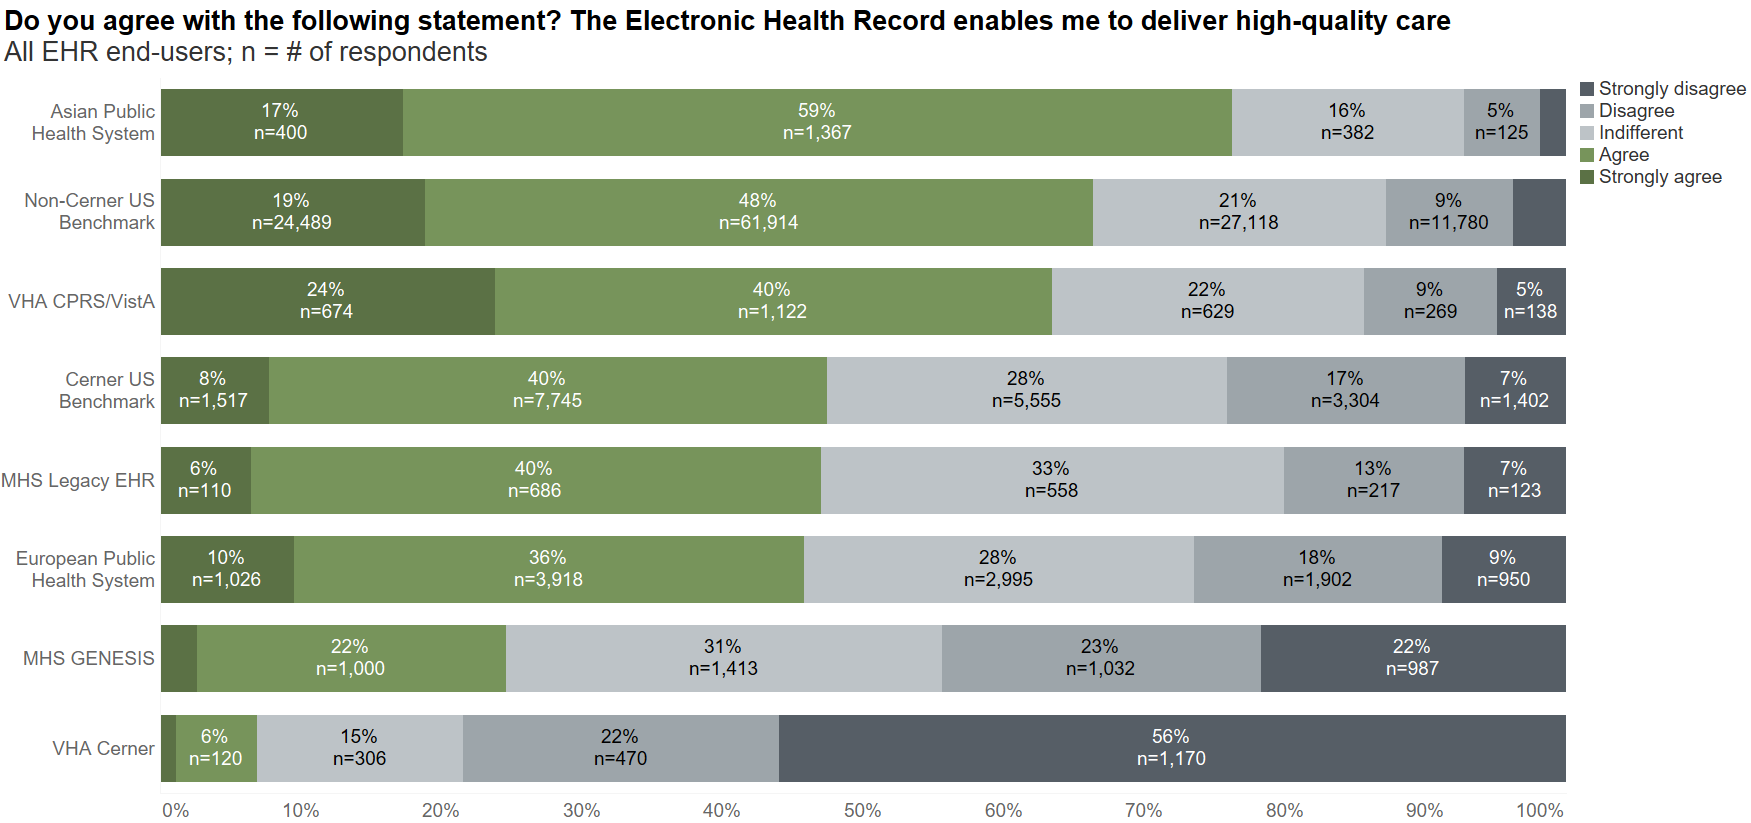 Do you agree with the following statement? The Electronic Health Record enables me to deliver high-quality care
All EHR end-users; n = # of respondents
Strongly disagree
Disagree
Indifferent
Agree
Strongly agree
Asian Public
Health System
17%
n=400
59%
n=1,367
16%
n=382
5%
n=125
Non-Cerner US
Benchmark
19%
n=24,489
48%
n=61,914
21%
n=27,118
9%
n=11,780
VHA CPRS/VistA
24%
n=674
40%
n=1,122
22%
n=629
9%
n=269
5%
n=138
Cerner US
Benchmark
8%
n=1,517
40%
n=7,745
28%
n=5,555
17%
n=3,304
7%
n=1,402
MHS Legacy EHR
6%
n=110
40%
n=686
33%
n=558
13%
n=217
7%
n=123
European Public
Health System
10%
n=1,026
36%
n=3,918
28%
n=2,995
18%
n=1,902
9%
n=950
MHS GENESIS
22%
n=1,000
31%
n=1,413
23%
n=1,032
22%
n=987
VHA Cerner
6%
n=120
15%
n=306
22%
n=470
56%
n=1,170
0% 10% 20% 30% 40% 50% 60% 70% 80% 90% 100%